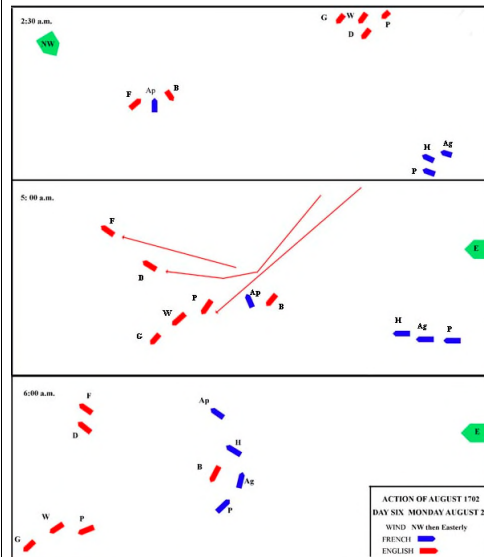 2:30 a.m.
G W P
D
NW
Ap B
F
H Ag
P
5: 00 a.m.
F
E
D
P Ap B
W
G
H Ag P
6:00 a.m.
F Ap
D
E
H
B
Ag
P
W P
G
ACTION OF AUGUST 1702
DAY SIX MONDAY AUGUST 2
WIND NW then Easterly
FRENCH
ENGLISH